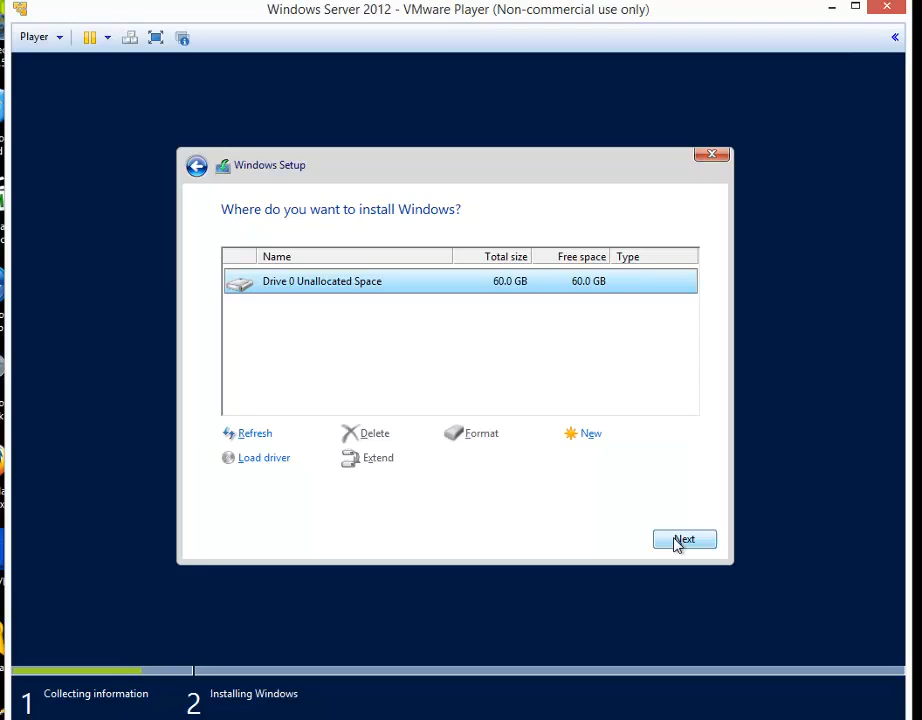 Windows Server 2012 - VMware Player (Non-commercial use only)
Player
Windows Setup
Where do you want to install Windows?
Name Total size Free space Type
Drive 0 Unallocated Space 60.0 GB 60.0 GB
Refresh Delete Format New
Load driver Extend
Next
1 Collecting information 2 Installing Windows